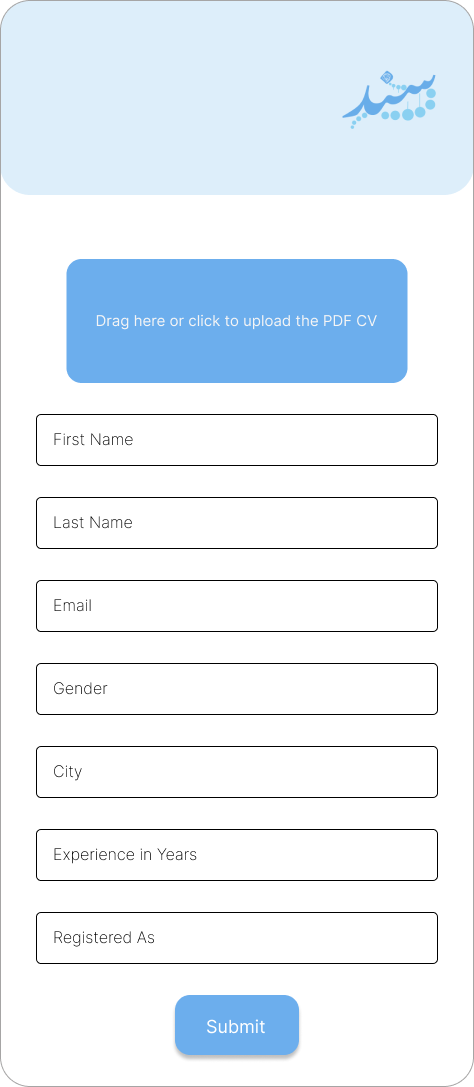 Drag here or click to upload the PDF CV
First Name
Last Name
Email
Gender
City
Experience in Years
Registered As
Submit